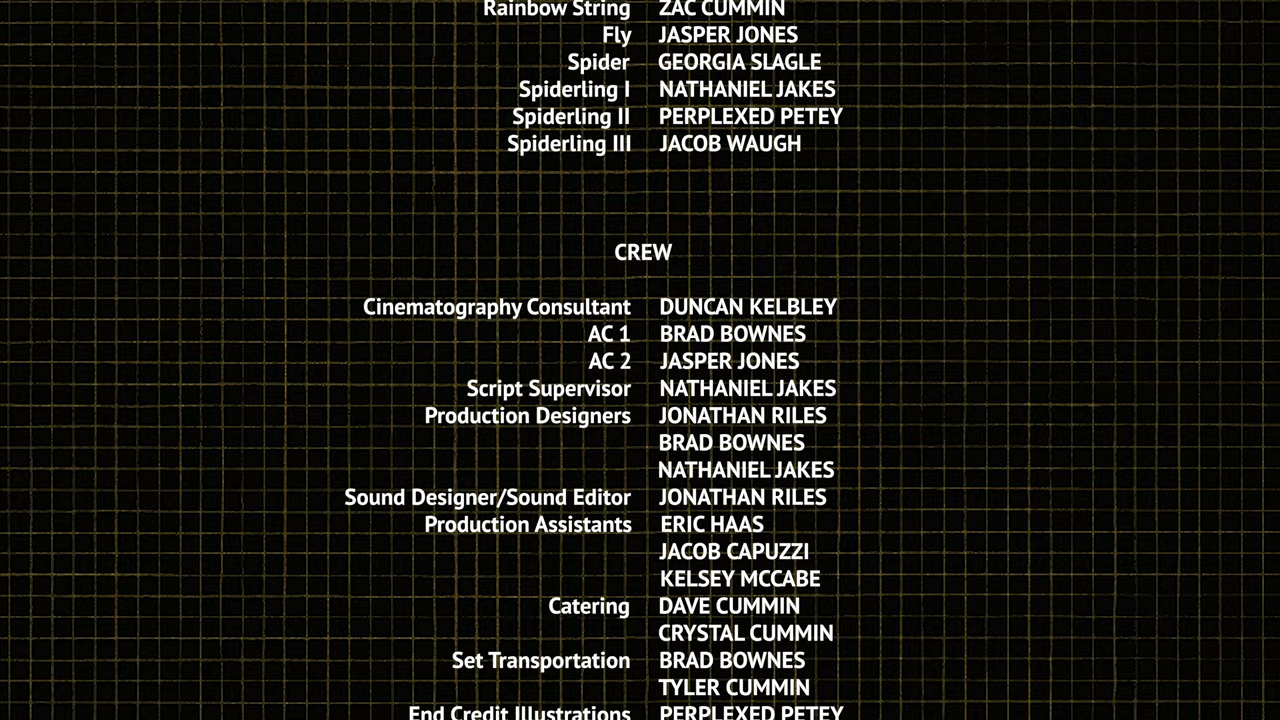 Rainbow String ZAC CUMMIN
Fly JASPER JONES
Spider GEORGIA SLAGLE
Spiderling I NATHANIEL JAKES
Spiderling II PERPLEXED PETEY
Spiderling III JACOB WAUGH
CREW
Cinematography Consultant DUNCAN KELBLEY
AC 1 BRAD BOWNES
AC 2 JASPER JONES
Script Supervisor NATHANIEL JAKES
Production Designers JONATHAN RILES
BRAD BOWNES
NATHANIEL JAKES
Sound Designer/Sound Editor JONATHAN RILES
Production Assistants ERIC HAAS
JACOB CAPUZZI
KELSEY MCCABE
Catering DAVE CUMMIN
CRYSTAL CUMMIN
Set Transportation BRAD BOWNES
TYLER CUMMIN
End Credit Illustrations PERPLEXED PETEY